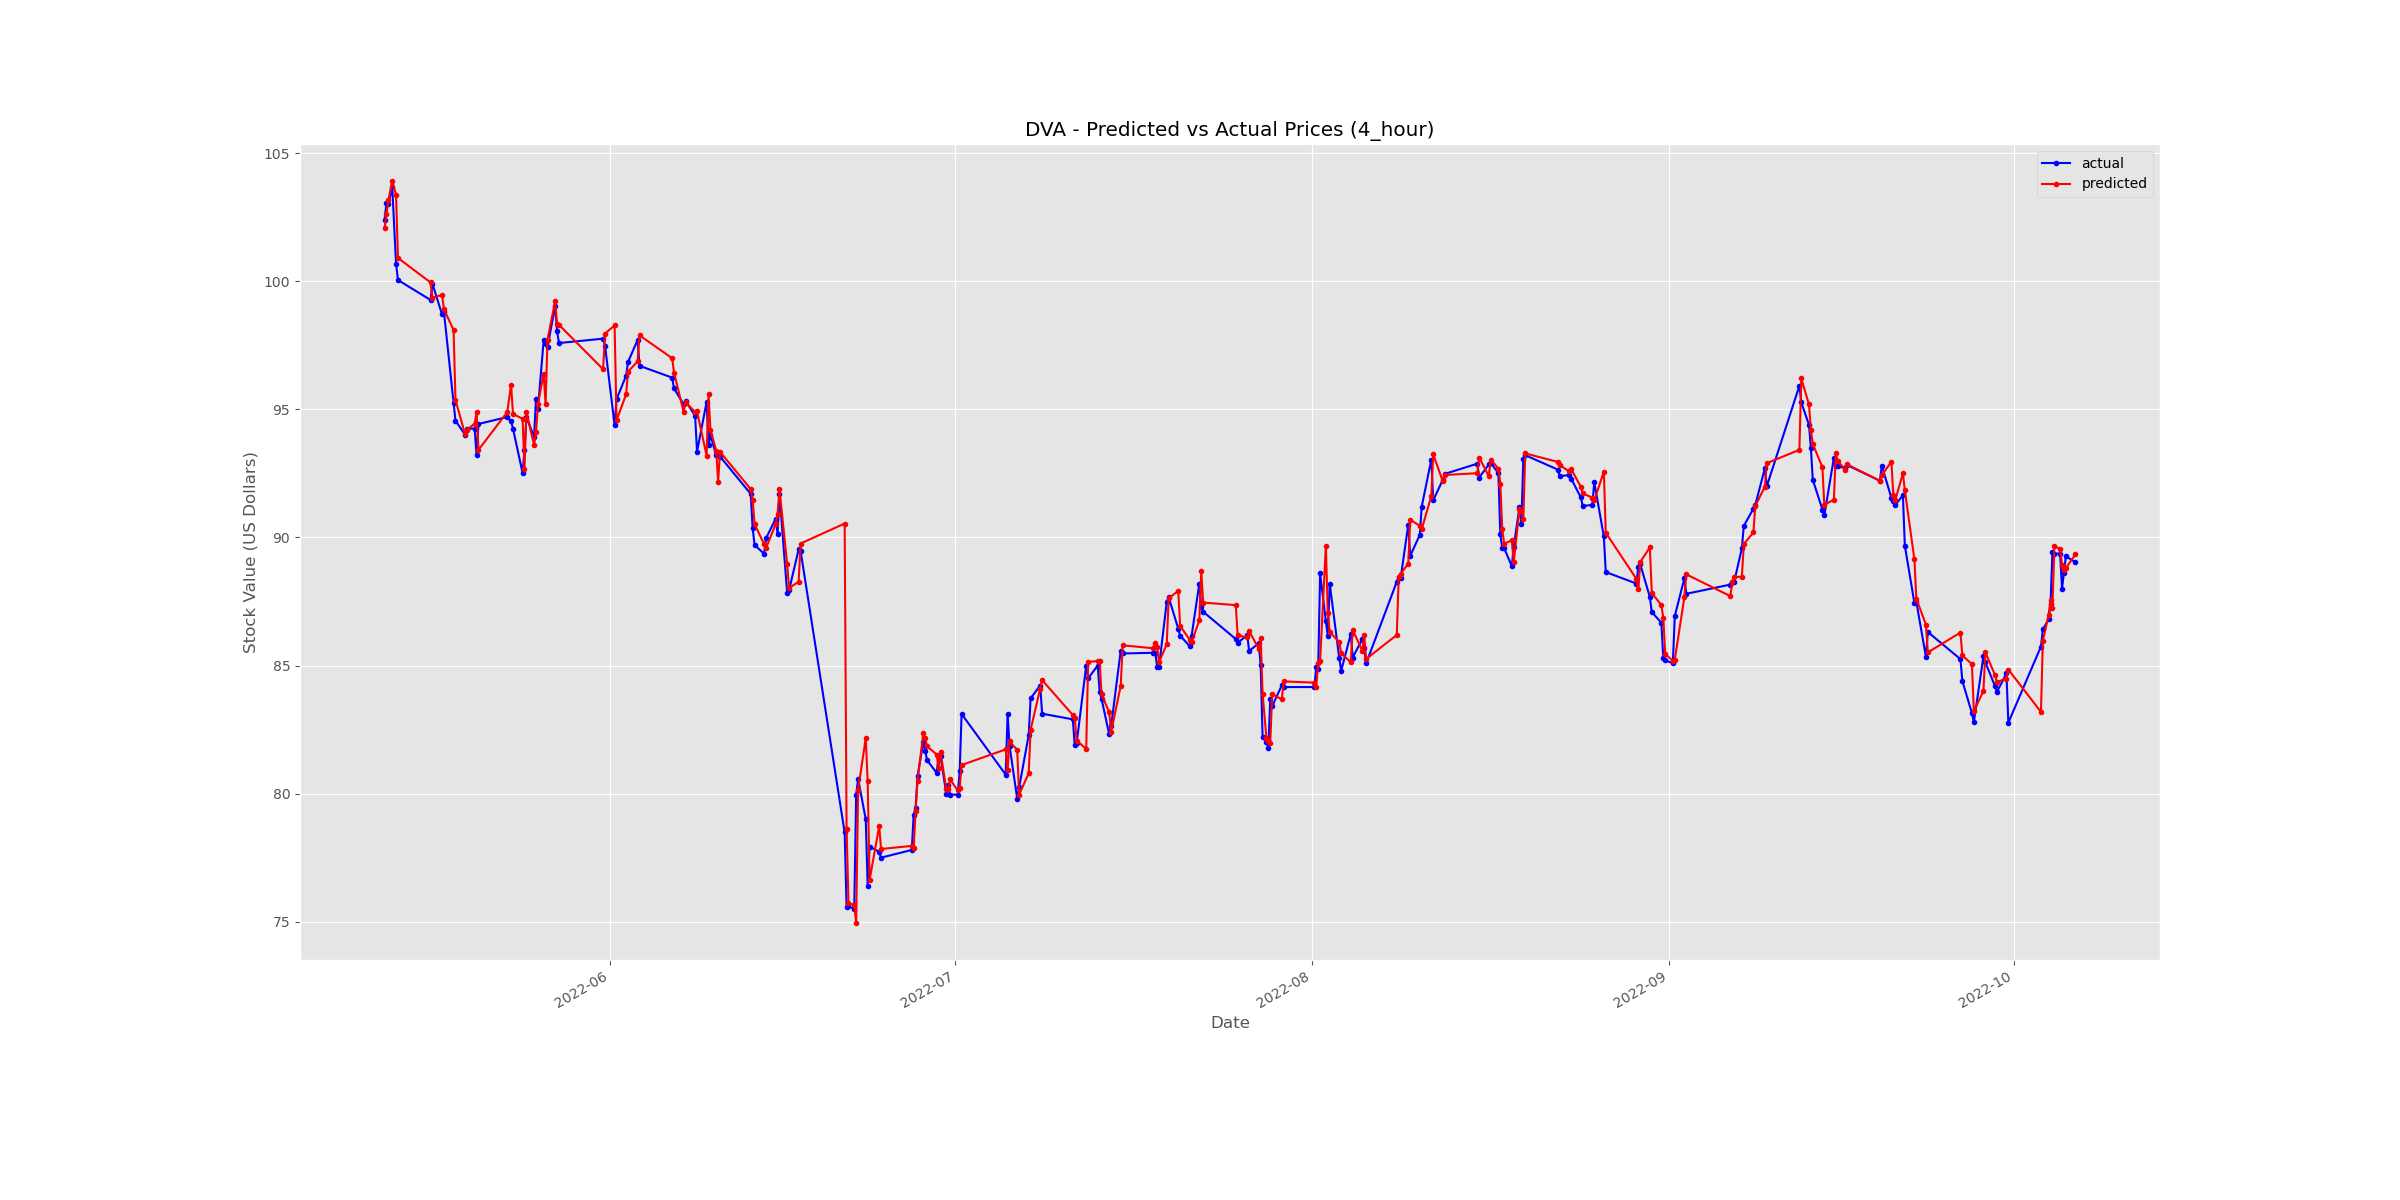 DVA - Predicted vs Actual Prices (4_hour)
actual
predicted
105
100
95
90
85
80
75
Stock Value (US Dollars)
2022-06
2022-07
2022-08
2022-09
2022-10
Date